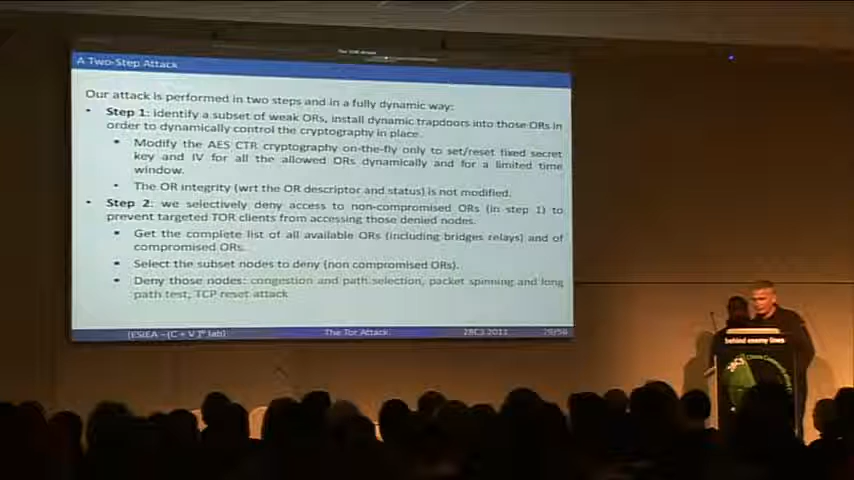 A Two-Step Attack
Our attack is performed in two steps and in a fully dynamic way:
• Step 1: identify a subset of weak ORs, install dynamic trapdoors into those ORs in
order to dynamically control the cryptography in place.
▪ Modify the AES CTR cryptography on-the-fly only to set/reset fixed secret
key and IV for all the allowed ORs dynamically and for a limited time
window.
▪ The OR integrity (wrt the OR descriptor and status) is not modified.
• Step 2: we selectively deny access to non-compromised ORs (in step 1) to
prevent targeted TOR clients from accessing those denied nodes.
▪ Get the complete list of all available ORs (including bridges relays) and of
compromised ORs.
▪ Select the subset nodes to deny (non compromised ORs).
▪ Deny those nodes: congestion and path selection, packet spinning and long
path test, TCP reset attack
(ESIEA – (C + V)ᴼ lab)
The Tor Attack
28C3 2011
behind enemy lines